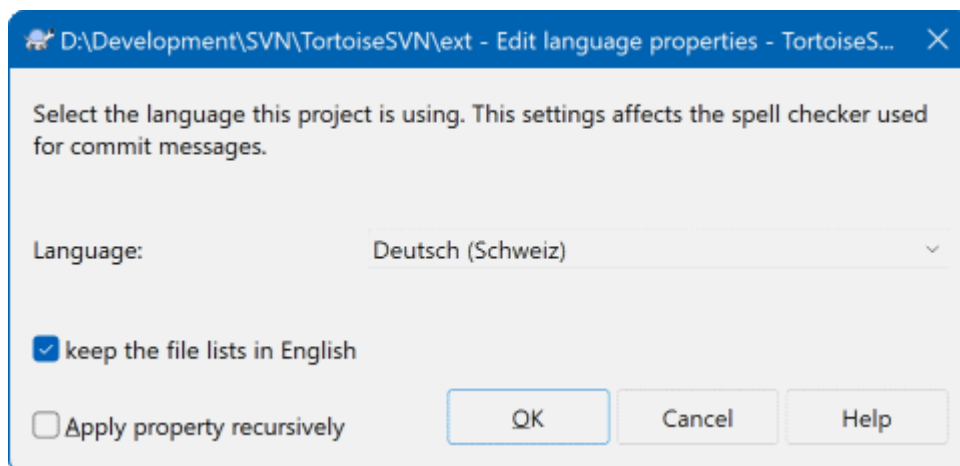 D:\Development\SVN\TortoiseSVN\ext - Edit language properties - TortoiseS...
Select the language this project is using. This settings affects the spell checker used
for commit messages.
Language: Deutsch (Schweiz)
keep the file lists in English
Apply property recursively OK Cancel Help